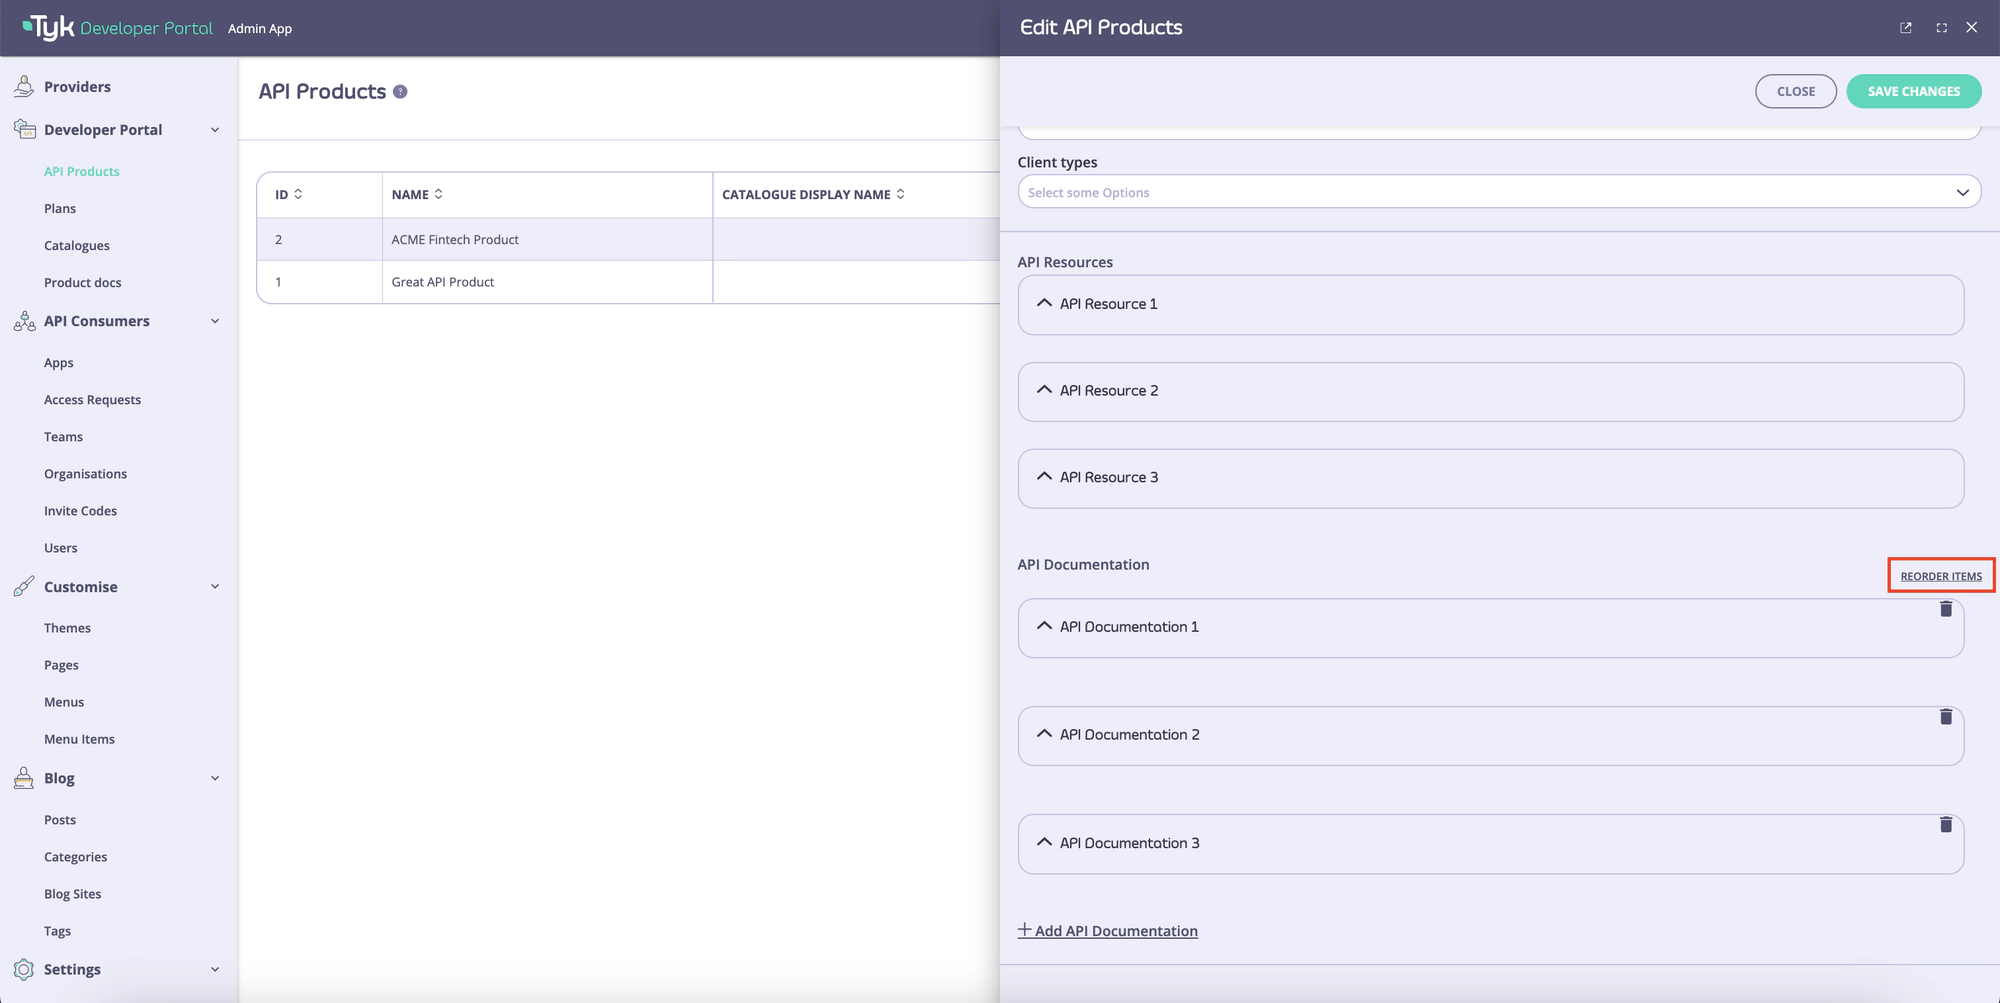 Tyk Developer Portal Admin App
Providers
Developer Portal
API Products
Plans
Catalogues
Product docs
API Consumers
Apps
Access Requests
Teams
Organisations
Invite Codes
Users
Customise
Themes
Pages
Menus
Menu Items
Blog
Posts
Categories
Blog Sites
Tags
Settings
API Products ?
ID NAME CATALOGUE DISPLAY NAME
2 ACME Fintech Product
1 Great API Product
Edit API Products
CLOSE SAVE CHANGES
Client types
Select some Options
API Resources
API Resource 1
API Resource 2
API Resource 3
API Documentation
REORDER ITEMS
API Documentation 1
API Documentation 2
API Documentation 3
+ Add API Documentation